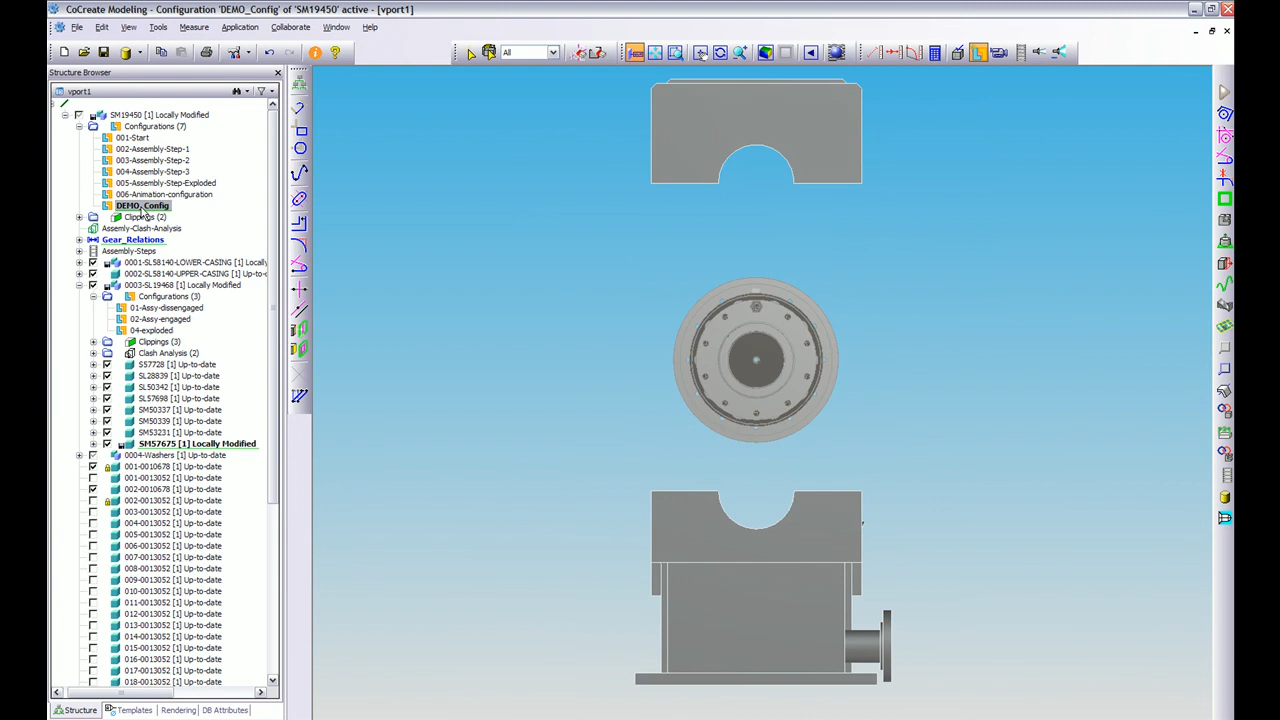 CoCreate Modeling - Configuration 'DEMO_Config' of 'SM19450' active - [vport1]
File Edit View Tools Measure Application Collaborate Window Help
All
Structure Browser
vport1
SM19450 [1] Locally Modified
Configurations (7)
001-Start
002-Assembly-Step-1
003-Assembly-Step-2
004-Assembly-Step-3
005-Assembly-Step-Exploded
006-Animation-configuration
DEMO_Config
Clippings (2)
Assemly-Clash-Analysis
Gear_Relations
Assembly-Steps
0001-SL58140-LOWER-CASING [1] Locally
0002-SL58140-UPPER-CASING [1] Up-to-d
0003-SL19468 [1] Locally Modified
Configurations (3)
01-Assy-dissengaged
02-Assy-engaged
04-exploded
Clippings (3)
Clash Analysis (2)
S57728 [1] Up-to-date
SL28839 [1] Up-to-date
SL50342 [1] Up-to-date
SL57698 [1] Up-to-date
SM50337 [1] Up-to-date
SM50339 [1] Up-to-date
SM53231 [1] Up-to-date
SM57675 [1] Locally Modified
0004-Washers [1] Up-to-date
001-0010678 [1] Up-to-date
001-0013052 [1] Up-to-date
002-0010678 [1] Up-to-date
002-0013052 [1] Up-to-date
003-0013052 [1] Up-to-date
004-0013052 [1] Up-to-date
005-0013052 [1] Up-to-date
006-0013052 [1] Up-to-date
007-0013052 [1] Up-to-date
008-0013052 [1] Up-to-date
009-0013052 [1] Up-to-date
010-0013052 [1] Up-to-date
011-0013052 [1] Up-to-date
012-0013052 [1] Up-to-date
013-0013052 [1] Up-to-date
014-0013052 [1] Up-to-date
015-0013052 [1] Up-to-date
016-0013052 [1] Up-to-date
017-0013052 [1] Up-to-date
018-0013052 [1] Up-to-date
Structure Templates Rendering DB Attributes